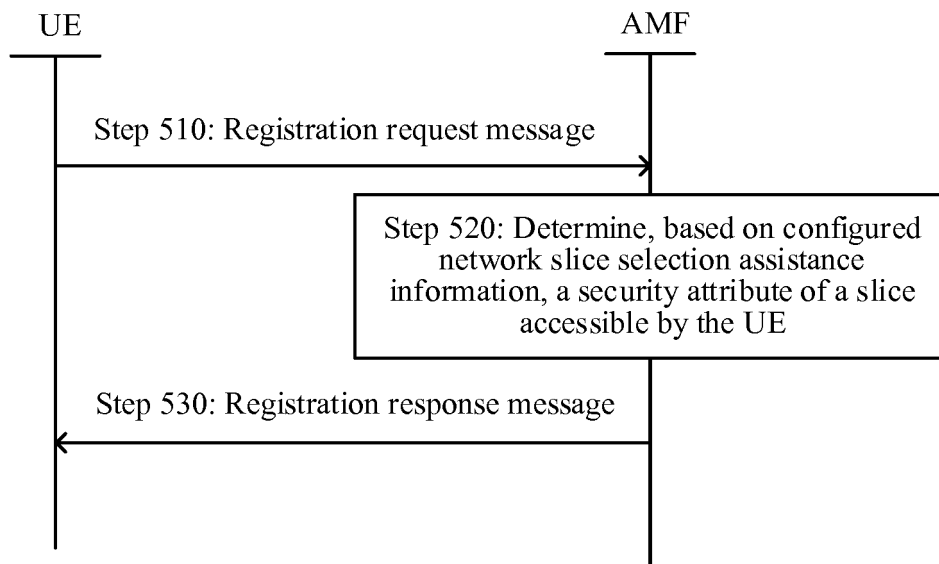 UE
AMF
Step 510: Registration request message
Step 520: Determine, based on configured
network slice selection assistance
information, a security attribute of a slice
accessible by the UE
Step 530: Registration response message